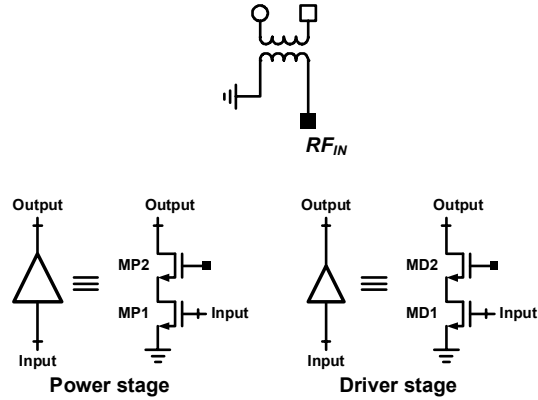 RF_IN
Output Output Output Output
MP2 MD2
MP1 Input MD1 Input
Input Input
Power stage Driver stage